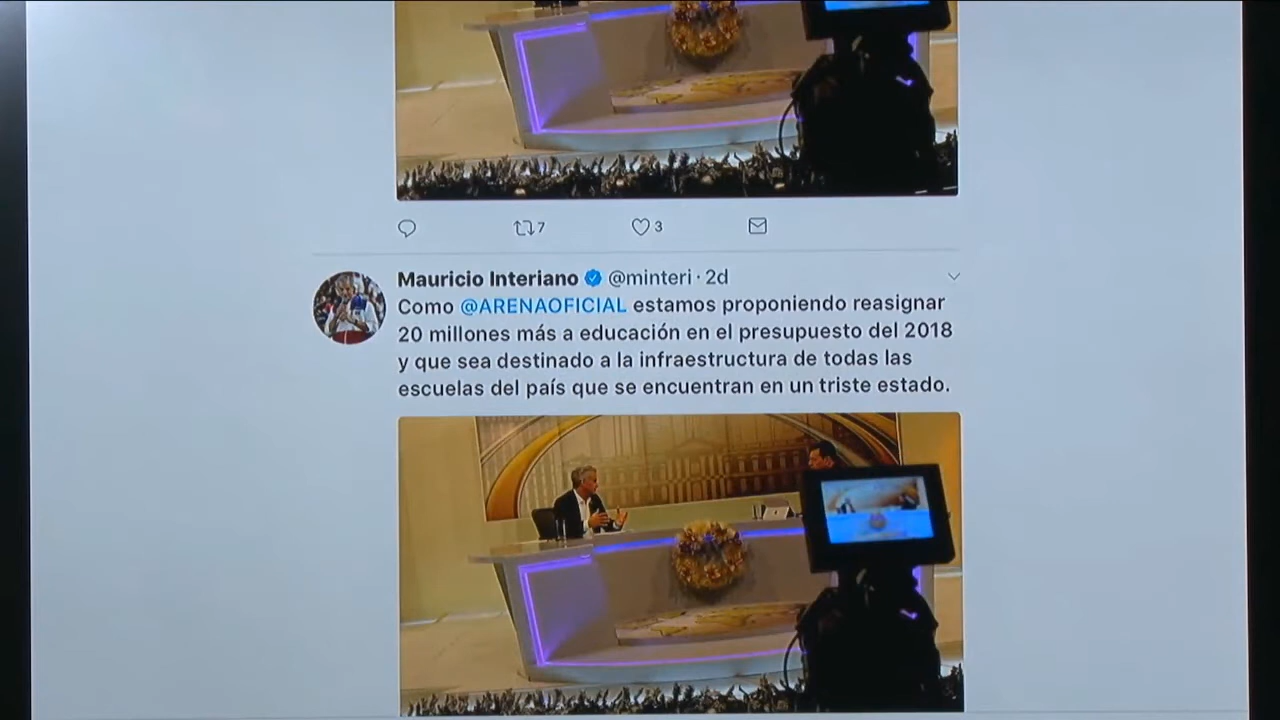 7
3
Mauricio Interiano @minteri · 2d
Como @ARENAOFICIAL estamos proponiendo reasignar
20 millones más a educación en el presupuesto del 2018
y que sea destinado a la infraestructura de todas las
escuelas del país que se encuentran en un triste estado.